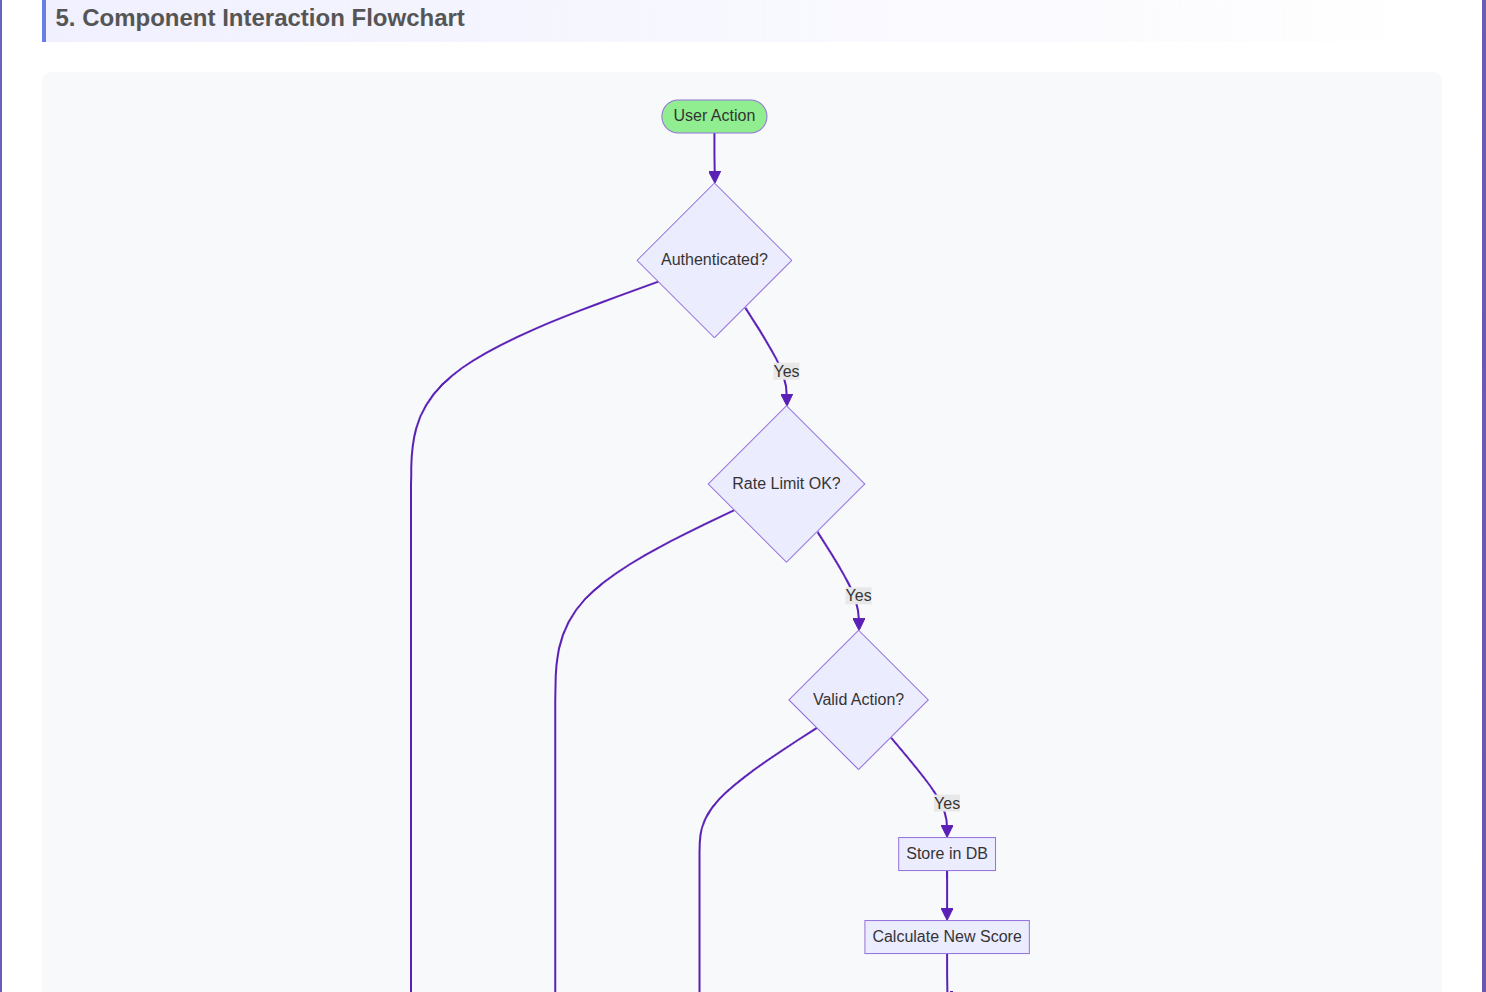 5. Component Interaction Flowchart
User Action
Authenticated?
Yes
Rate Limit OK?
Yes
Valid Action?
Yes
Store in DB
Calculate New Score